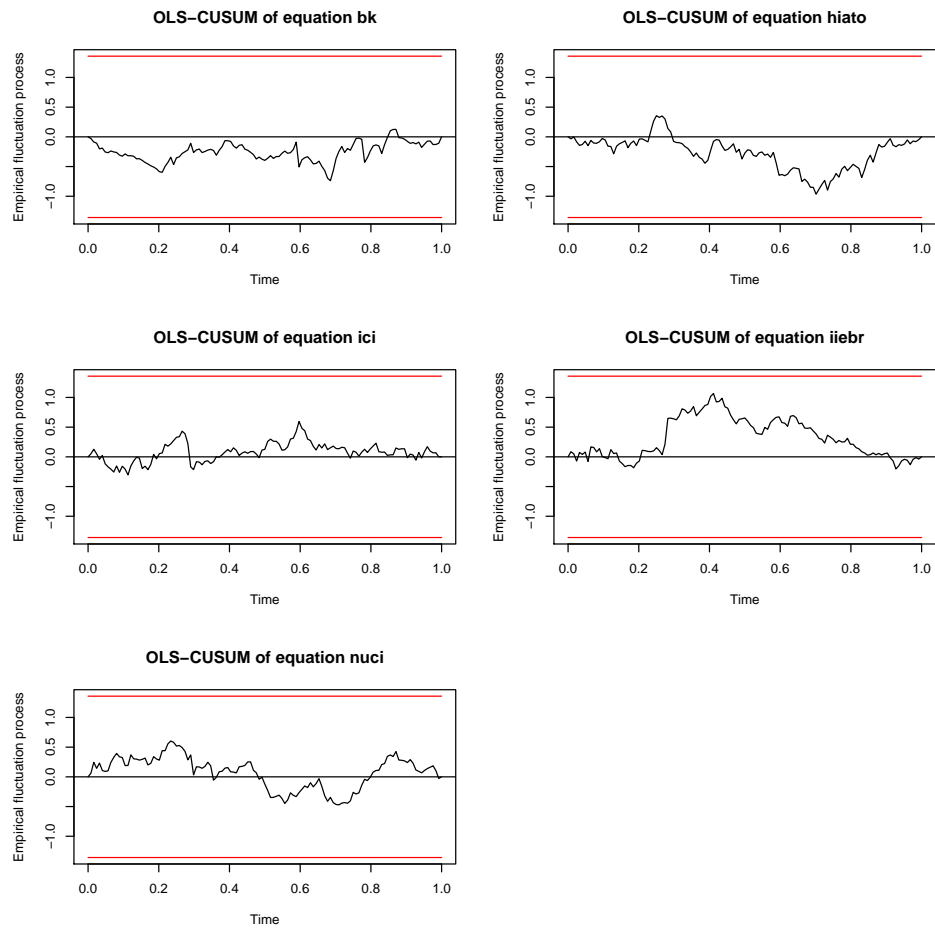 OLS−CUSUM of equation bk
Empirical fluctuation process
1.0
0.5
0.0
−1.0
0.0 0.2 0.4 0.6 0.8 1.0
Time
OLS−CUSUM of equation hiato
Empirical fluctuation process
1.0
0.5
0.0
−1.0
0.0 0.2 0.4 0.6 0.8 1.0
Time
OLS−CUSUM of equation ici
Empirical fluctuation process
1.0
0.5
0.0
−1.0
0.0 0.2 0.4 0.6 0.8 1.0
Time
OLS−CUSUM of equation iiebr
Empirical fluctuation process
1.0
0.5
0.0
−1.0
0.0 0.2 0.4 0.6 0.8 1.0
Time
OLS−CUSUM of equation nuci
Empirical fluctuation process
1.0
0.5
0.0
−1.0
0.0 0.2 0.4 0.6 0.8 1.0
Time